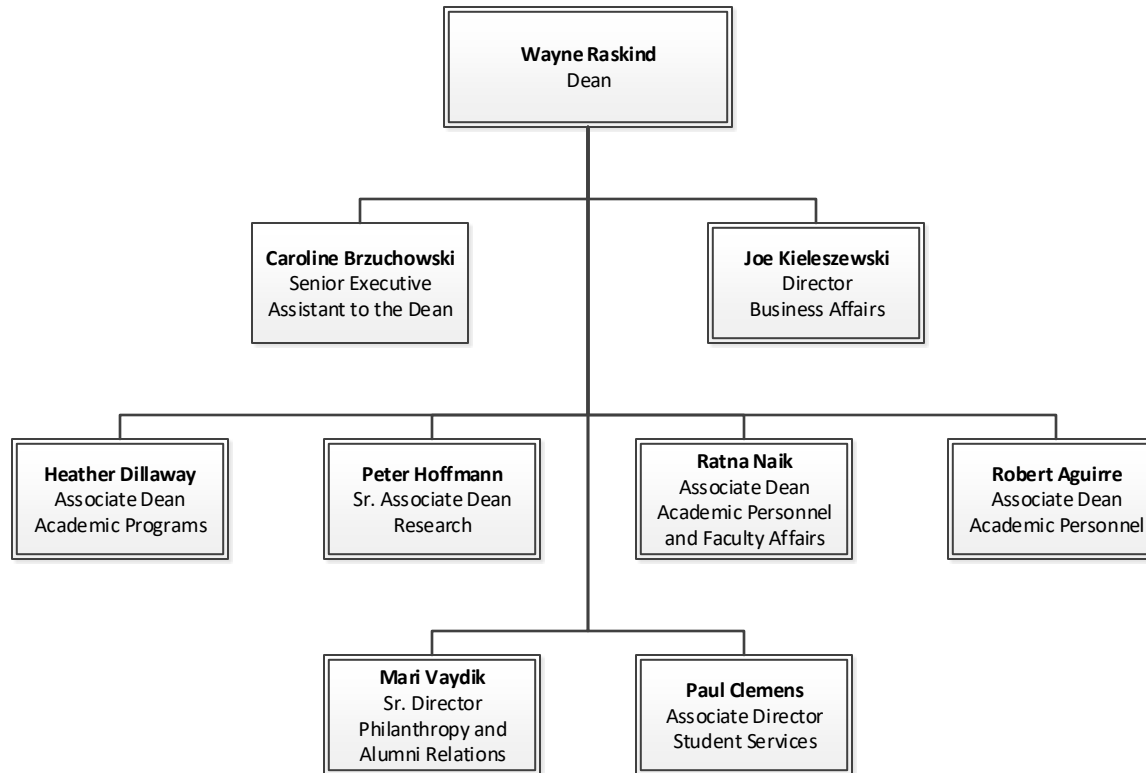 Wayne Raskind
Dean
Caroline Brzuchowski
Senior Executive
Assistant to the Dean
Joe Kieleszewski
Director
Business Affairs
Heather Dillaway
Associate Dean
Academic Programs
Peter Hoffmann
Sr. Associate Dean
Research
Ratna Naik
Associate Dean
Academic Personnel
and Faculty Affairs
Robert Aguirre
Associate Dean
Academic Personnel
Mari Vaydik
Sr. Director
Philanthropy and
Alumni Relations
Paul Clemens
Associate Director
Student Services